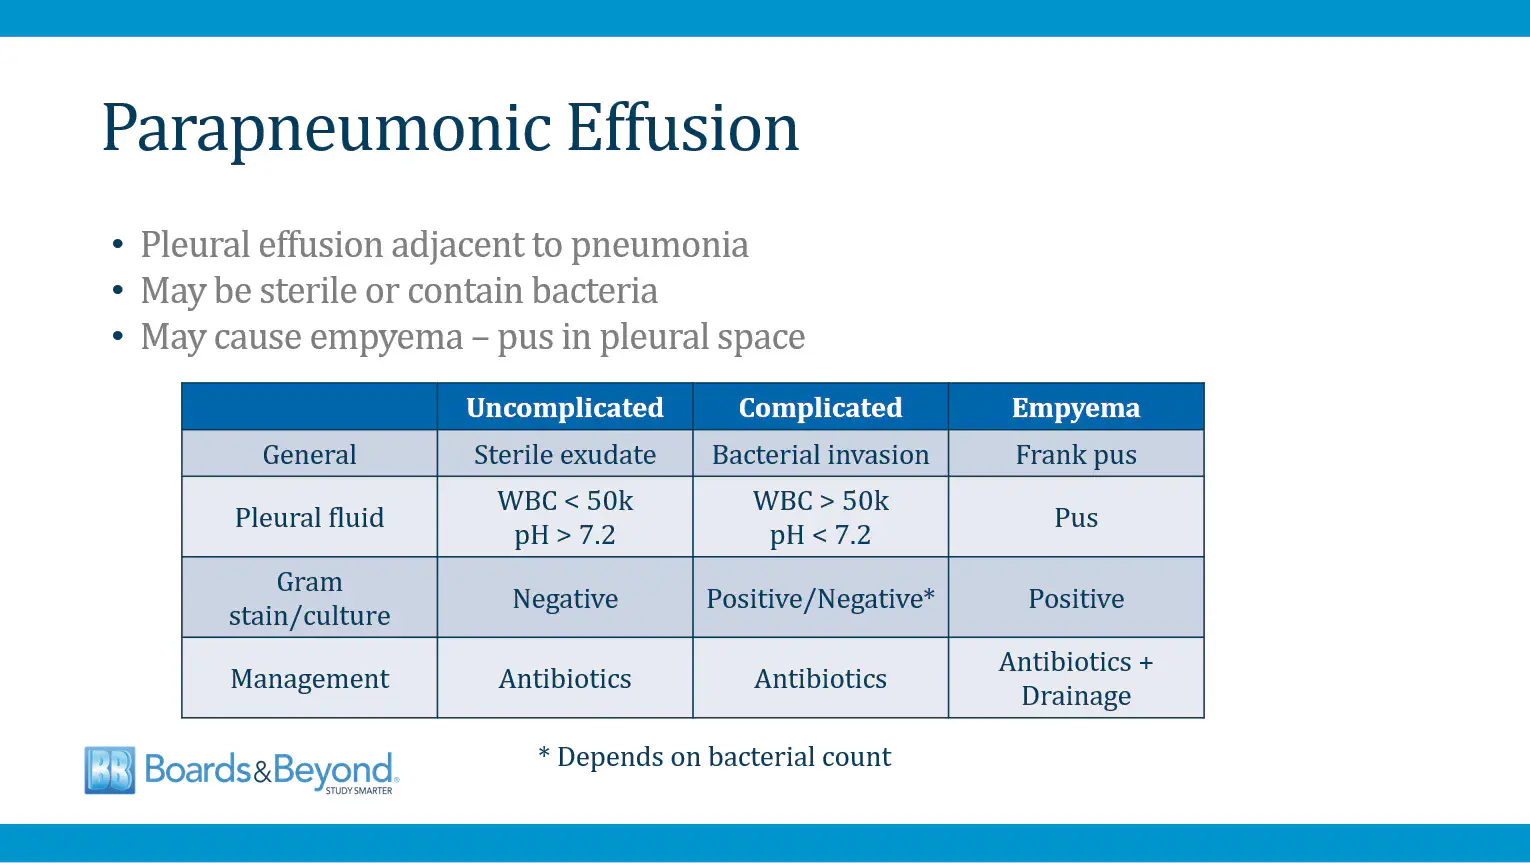 Parapneumonic Effusion
• Pleural effusion adjacent to pneumonia
• May be sterile or contain bacteria
• May cause empyema – pus in pleural space
Uncomplicated Complicated Empyema
General Sterile exudate Bacterial invasion Frank pus
Pleural fluid WBC < 50k pH > 7.2 WBC > 50k pH < 7.2 Pus
Gram stain/culture Negative Positive/Negative* Positive
Management Antibiotics Antibiotics Antibiotics + Drainage
* Depends on bacterial count
BB Boards&Beyond®
STUDY SMARTER